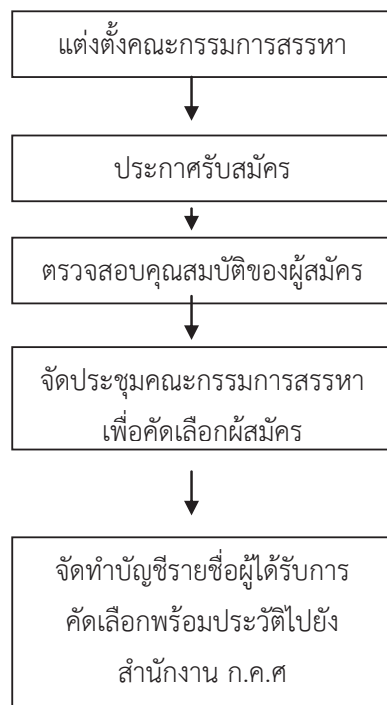 แต่งตั้งคณะกรรมการสรรหา
ประกาศรับสมัคร
ตรวจสอบคุณสมบัติของผู้สมัคร
จัดประชุมคณะกรรมการสรรหา
เพื่อคัดเลือกผ้สมัคร
จัดทำบัญชีรายชื่อผู้ได้รับการ
คัดเลือกพร้อมประวัติไปยัง
สำนักงาน ก.ค.ศ